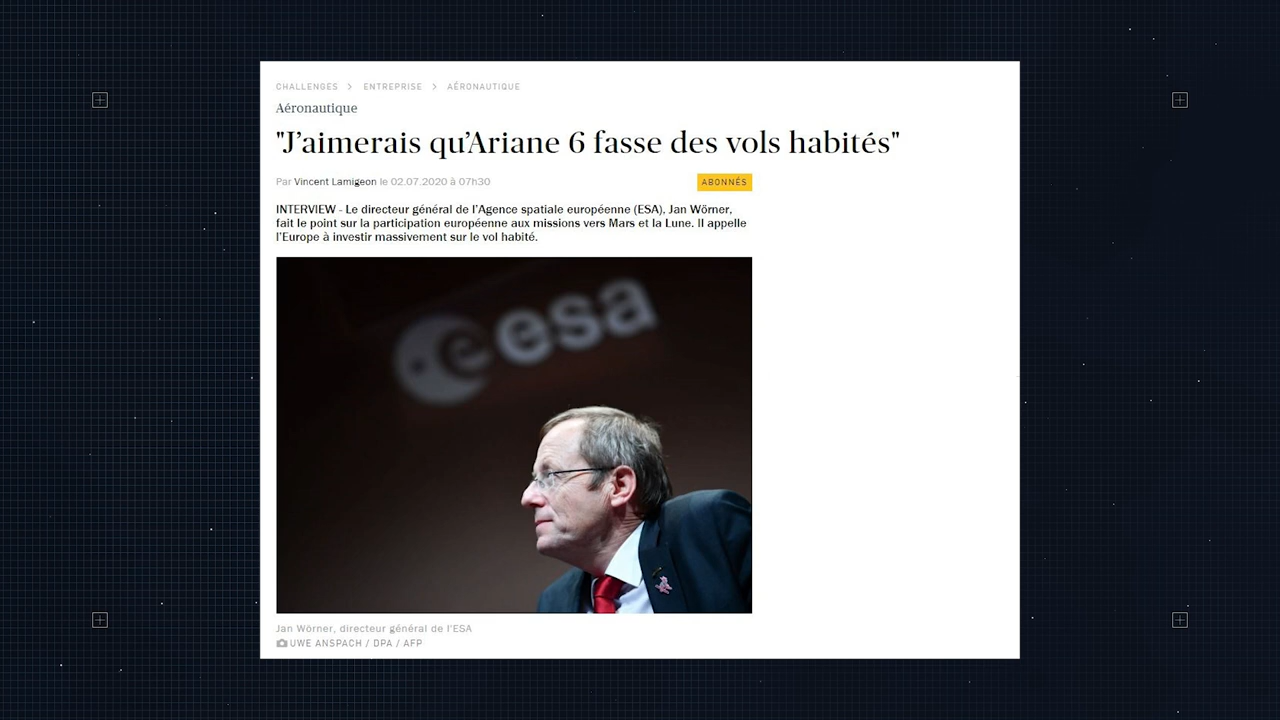 CHALLENGES > ENTREPRISE > AÉRONAUTIQUE
Aéronautique
"J’aimerais qu’Ariane 6 fasse des vols habités"
Par Vincent Lamigeon le 02.07.2020 à 07h30
ABONNÉS
INTERVIEW - Le directeur général de l’Agence spatiale européenne (ESA), Jan Wörner,
fait le point sur la participation européenne aux missions vers Mars et la Lune. Il appelle
l’Europe à investir massivement sur le vol habité.
esa
Jan Wörner, directeur général de l'ESA
UWE ANSPACH / DPA / AFP